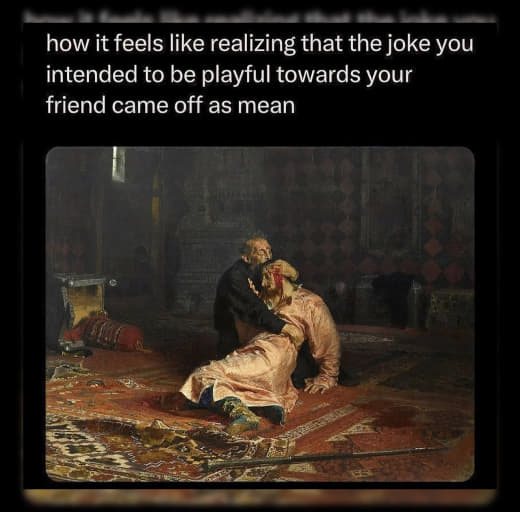 how it feels like realizing that the joke you
intended to be playful towards your
friend came off as mean